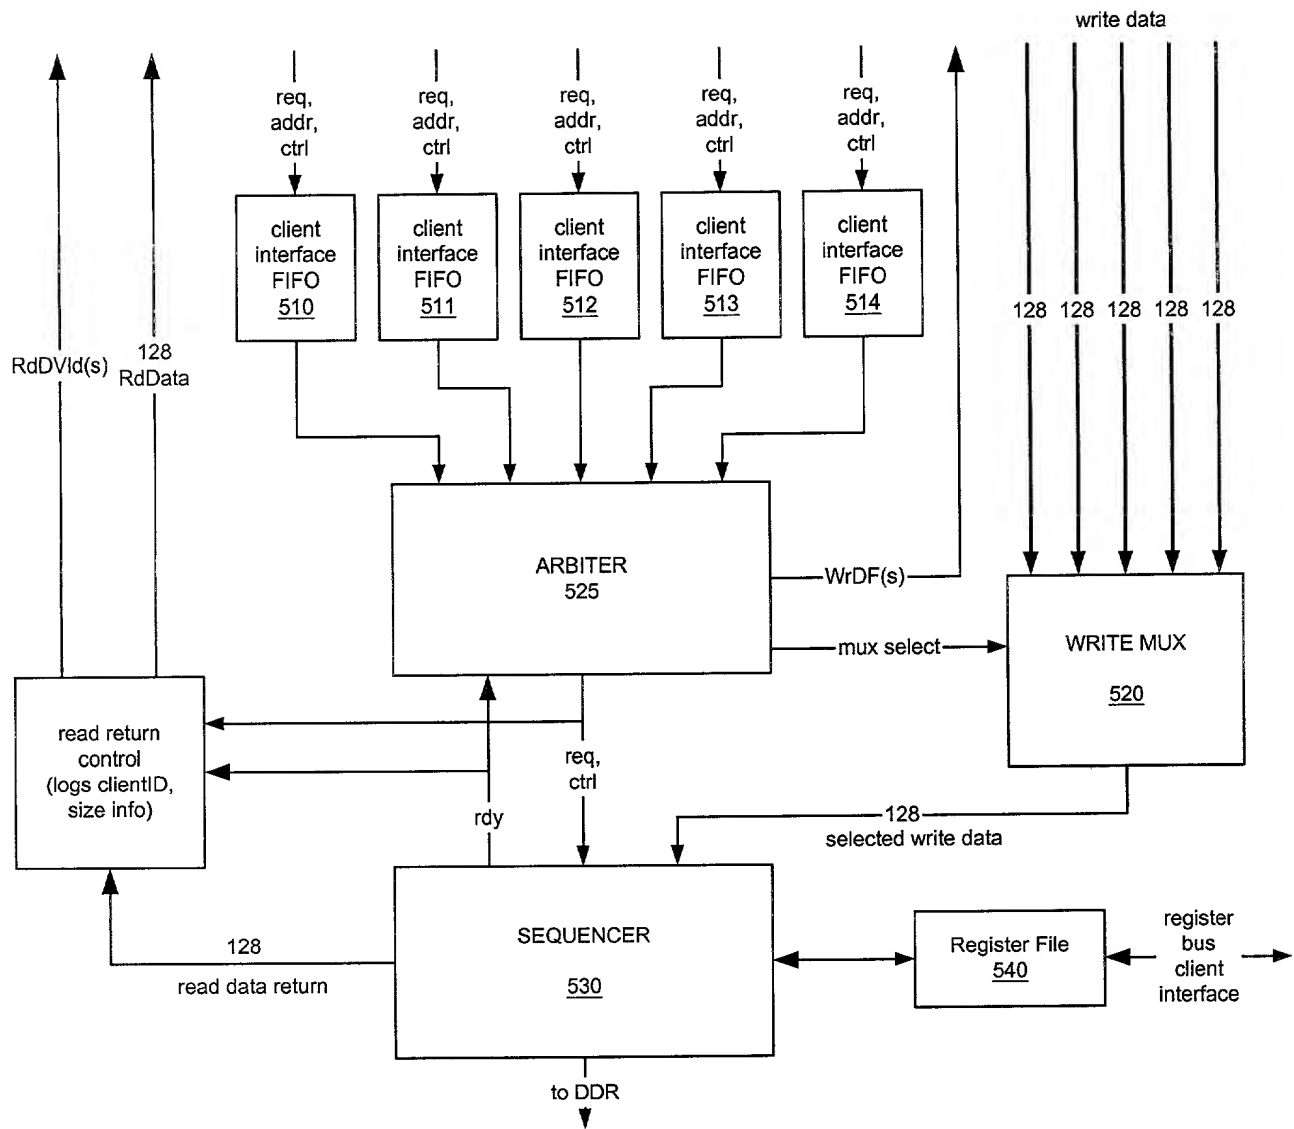 write data
req,
addr,
ctrl
req,
addr,
ctrl
req,
addr,
ctrl
req,
addr,
ctrl
req,
addr,
ctrl
client
interface
FIFO
510
client
interface
FIFO
511
client
interface
FIFO
512
client
interface
FIFO
513
client
interface
FIFO
514
128 128 128 128 128
RdDVld(s)
128
RdData
ARBITER
525
WrDF(s)
mux select
WRITE MUX
520
read return
control
(logs clientID,
size info)
req,
ctrl
rdy
128
selected write data
SEQUENCER
530
128
read data return
Register File
540
register
bus
client
interface
to DDR